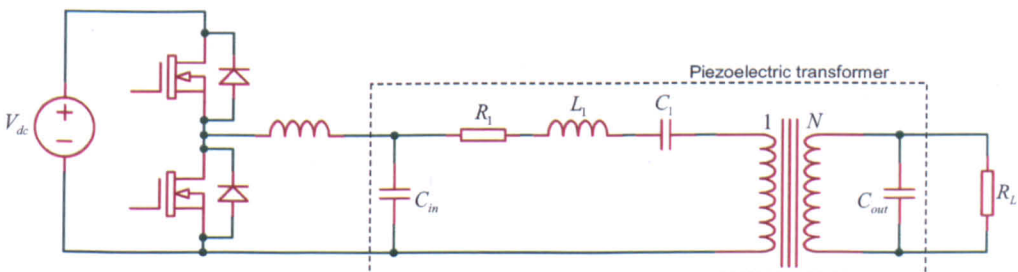 Piezoelectric transformer
V_dc
+
−
R_1
L_1
C_1
1
N
C_in
C_out
R_L